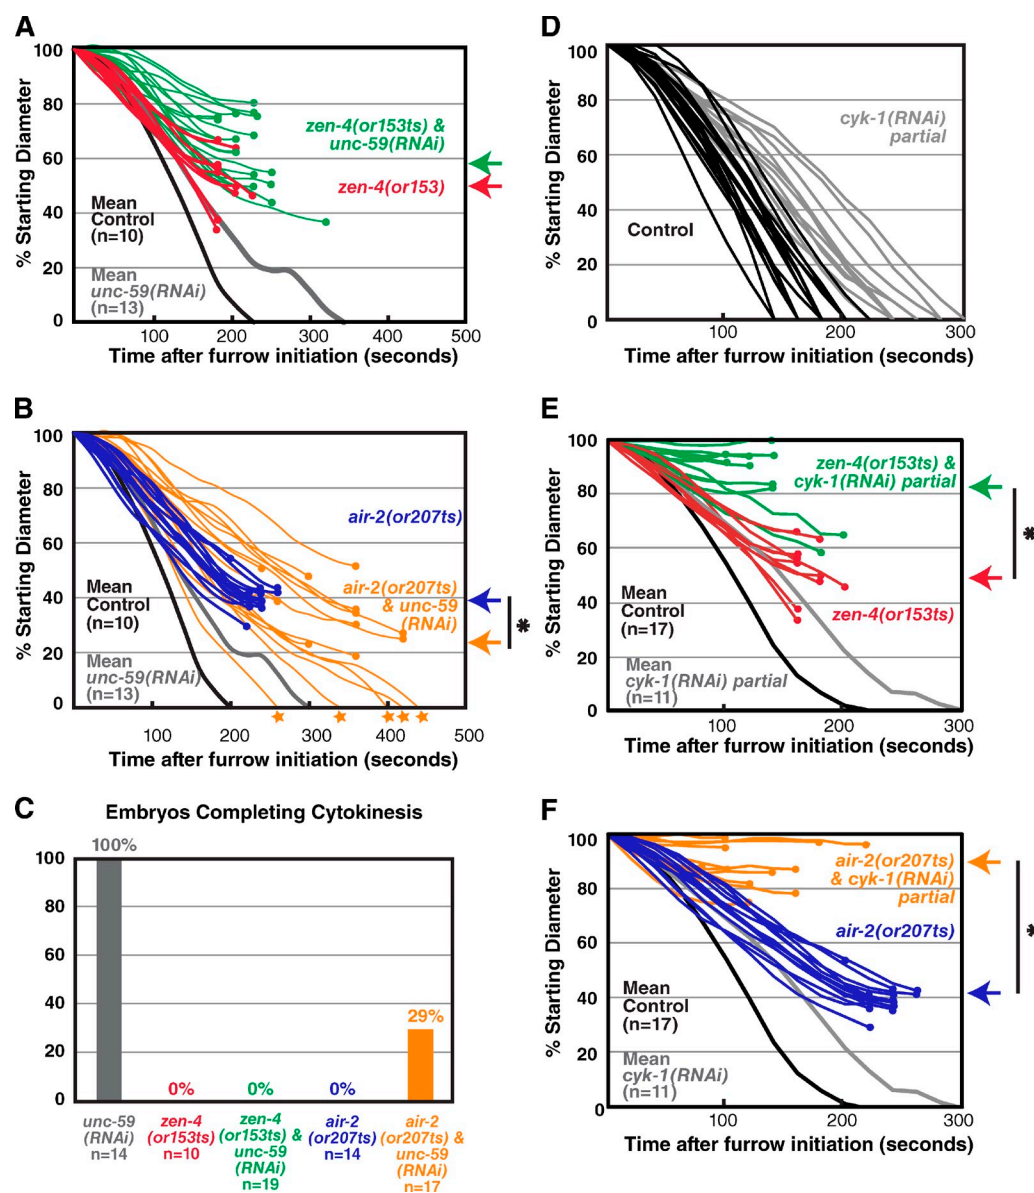 A
% Starting Diameter
100
80
60
40
20
0
zen-4(or153ts) &
unc-59(RNAi)
zen-4(or153)
Mean
Control
(n=10)
Mean
unc-59(RNAi)
(n=13)
100 200 300 400 500
Time after furrow initiation (seconds)
B
% Starting Diameter
100
80
60
40
20
0
air-2(or207ts)
air-2(or207ts)
& unc-59
(RNAi)
*
Mean
Control
(n=10)
Mean
unc-59(RNAi)
(n=13)
100 200 300 400 500
Time after furrow initiation (seconds)
C
Embryos Completing Cytokinesis
100
80
60
40
20
0
100%
0%
0%
0%
29%
unc-59
(RNAi)
n=14
zen-4
(or153ts)
n=10
zen-4
(or153ts) &
unc-59
(RNAi)
n=19
air-2
(or207ts)
n=14
air-2
(or207ts) &
unc-59
(RNAi)
n=17
D
% Starting Diameter
100
80
60
40
20
0
cyk-1(RNAi)
partial
Control
100 200 300
Time after furrow initiation (seconds)
E
% Starting Diameter
100
80
60
40
20
0
zen-4(or153ts) &
cyk-1(RNAi) partial
*
zen-4(or153ts)
Mean
Control
(n=17)
Mean
cyk-1(RNAi) partial
(n=11)
100 200 300
Time after furrow initiation (seconds)
F
% Starting Diameter
100
80
60
40
20
0
air-2(or207ts)
& cyk-1(RNAi)
partial
air-2(or207ts)
*
Mean
Control
(n=17)
Mean
cyk-1(RNAi)
(n=11)
100 200 300
Time after furrow initiation (seconds)